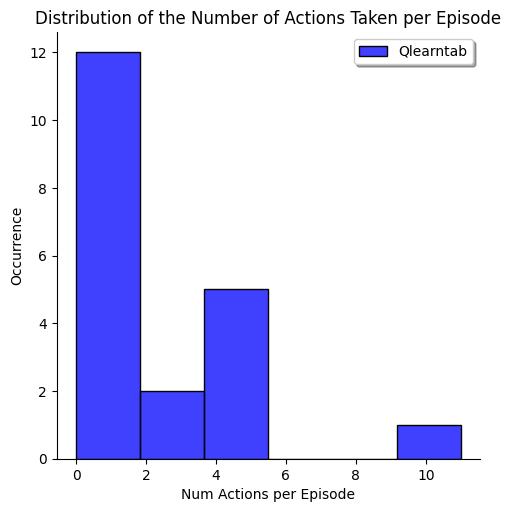 Distribution of the Number of Actions Taken per Episode
Qlearntab
12
10
8
6
4
2
0
Occurrence
0 2 4 6 8 10
Num Actions per Episode